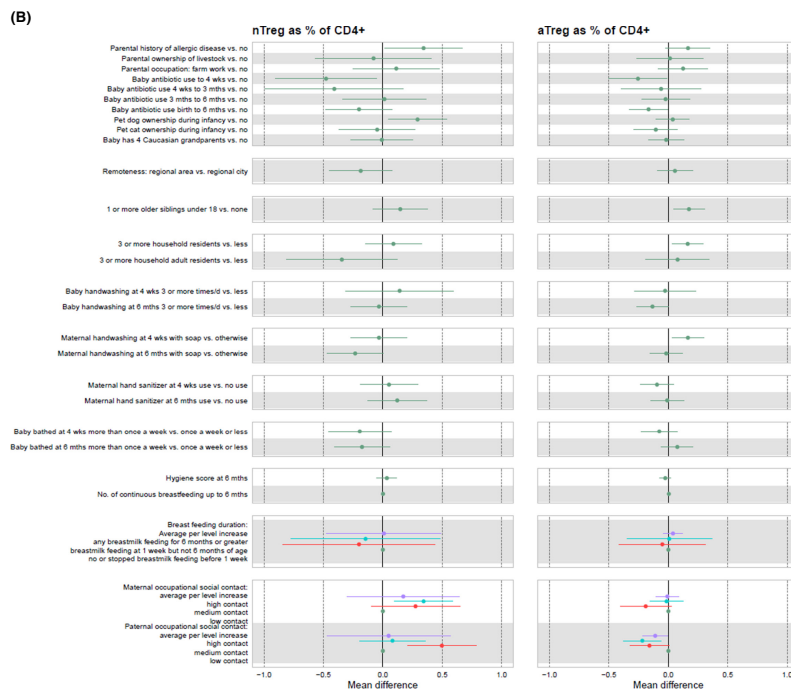 (B)
nTreg as % of CD4+
aTreg as % of CD4+
Parental history of allergic disease vs. no
Parental ownership of livestock vs. no
Parental occupation: farm work vs. no
Baby antibiotic use to 4 wks vs. no
Baby antibiotic use 4 wks to 3 mths vs. no
Baby antibiotic use 3 mths to 6 mths vs. no
Baby antibiotic use birth to 6 mths vs. no
Pet dog ownership during infancy vs. no
Pet cat ownership during infancy vs. no
Baby has 4 Caucasian grandparents vs. no
Remoteness: regional area vs. regional city
1 or more older siblings under 18 vs. none
3 or more household residents vs. less
3 or more household adult residents vs. less
Baby handwashing at 4 wks 3 or more times/d vs. less
Baby handwashing at 6 mths 3 or more times/d vs. less
Maternal handwashing at 4 wks with soap vs. otherwise
Maternal handwashing at 6 mths with soap vs. otherwise
Maternal hand sanitizer at 4 wks use vs. no use
Maternal hand sanitizer at 6 mths use vs. no use
Baby bathed at 4 wks more than once a week vs. once a week or less
Baby bathed at 6 mths more than once a week vs. once a week or less
Hygiene score at 6 mths
No. of continuous breastfeeding up to 6 mths
Breast feeding duration:
Average per level increase
any breastmilk feeding for 6 months or greater
breastmilk feeding at 1 week but not 6 months of age
no or stopped breastmilk feeding before 1 week
Maternal occupational social contact:
average per level increase
high contact
medium contact
low contact
Paternal occupational social contact:
average per level increase
high contact
medium contact
low contact
−1.0 −0.5 0.0 0.5 1.0
Mean difference
−1.0 −0.5 0.0 0.5 1.0
Mean difference